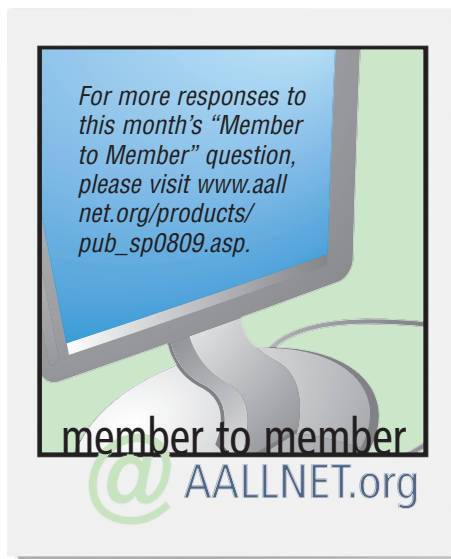 For more responses to
this month's “Member
to Member” question,
please visit www.aall
net.org/products/
pub_sp0809.asp.
member to member
@ AALLNET.org